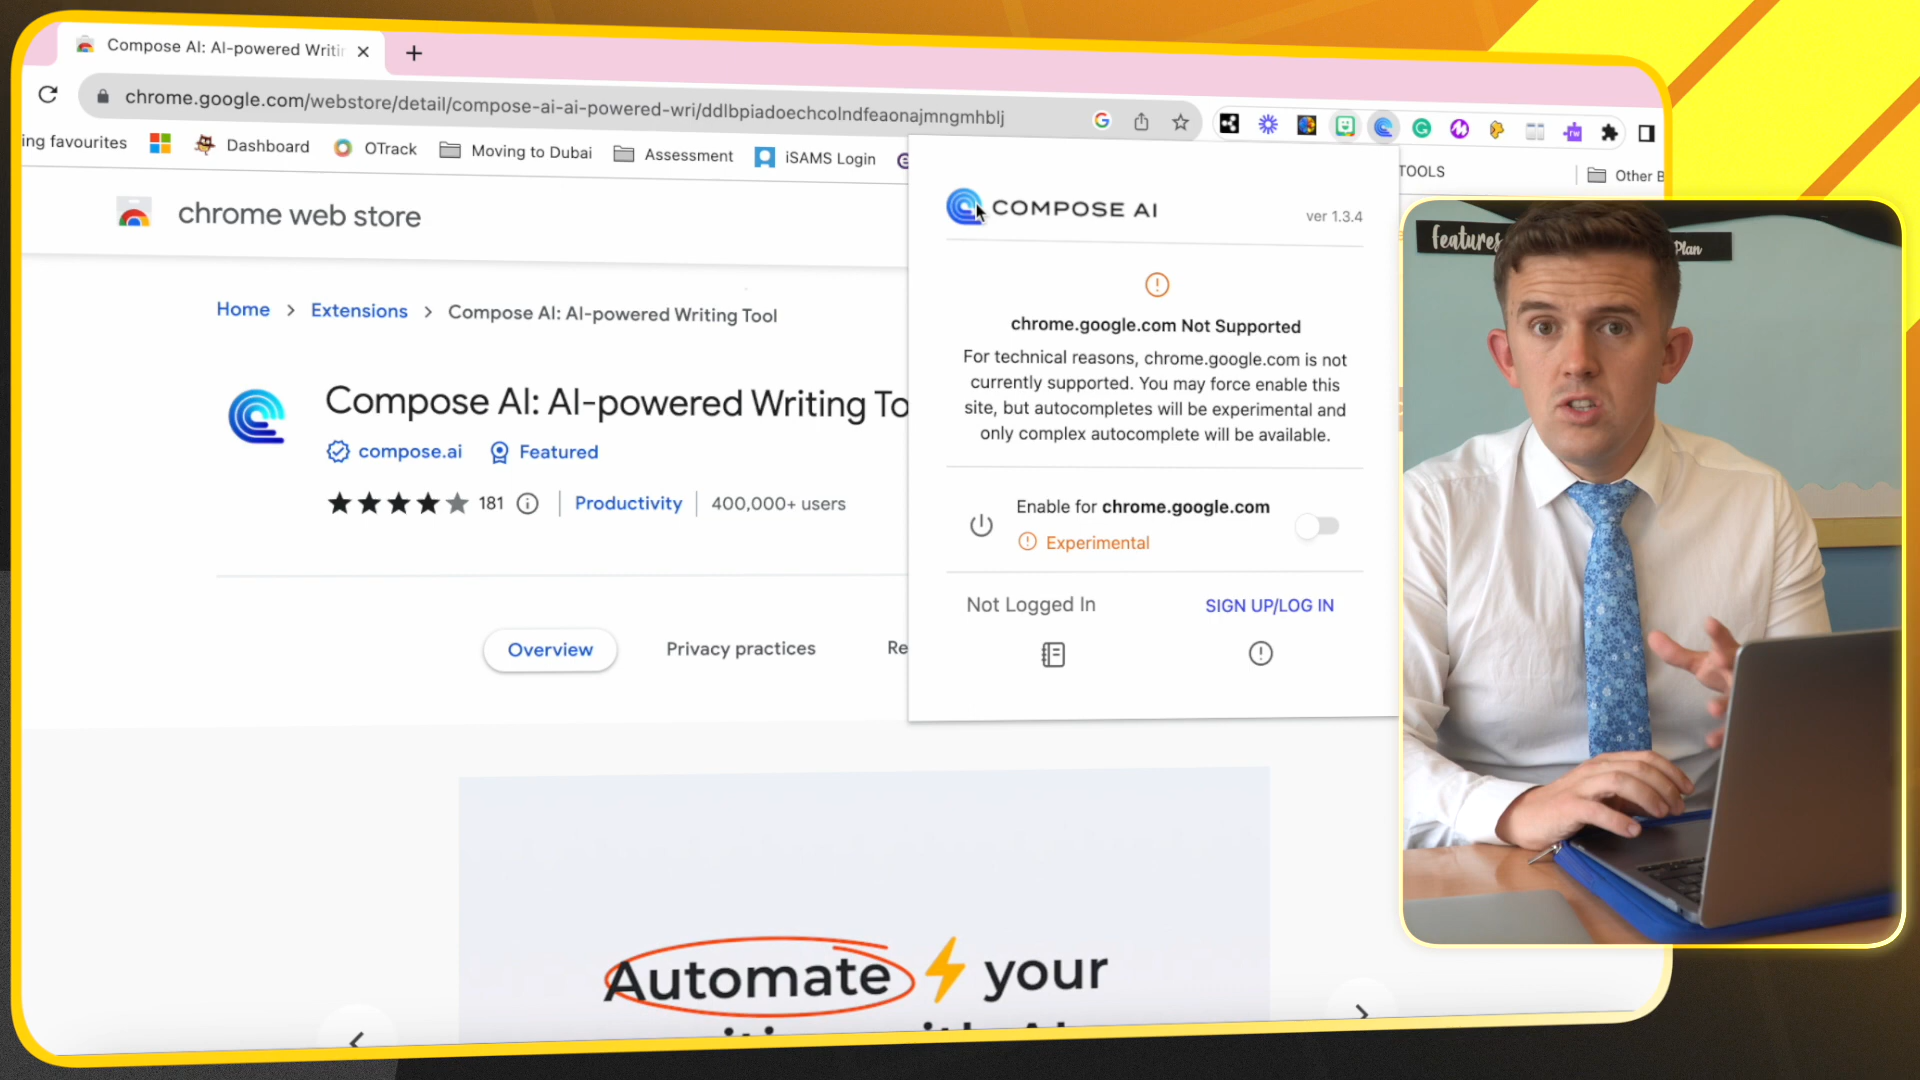 Compose AI: AI-powered Writi
chrome.google.com/webstore/detail/compose-ai-ai-powered-wri/ddlbpiadoechcolndfeaonajmngmhblj
ing favourites
Dashboard
OTrack
Moving to Dubai
Assessment
iSAMS Login
TOOLS
Other B
chrome web store
COMPOSE AI
ver 1.3.4
Features
Plan
Home > Extensions > Compose AI: AI-powered Writing Tool
chrome.google.com Not Supported
For technical reasons, chrome.google.com is not
currently supported. You may force enable this
site, but autocompletes will be experimental and
only complex autocomplete will be available.
Compose AI: AI-powered Writing To
compose.ai
Featured
181
Productivity
400,000+ users
Enable for chrome.google.com
Experimental
Not Logged In
SIGN UP/LOG IN
Overview
Privacy practices
Re
Automate your